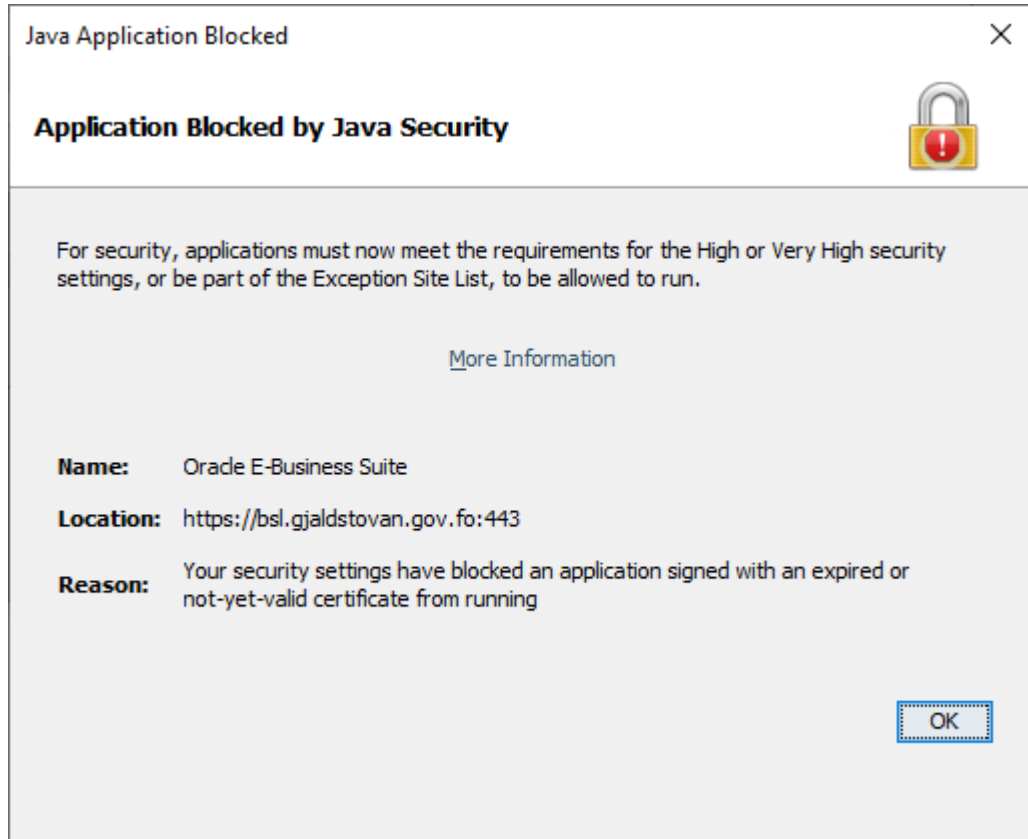 Java Application Blocked
Application Blocked by Java Security
For security, applications must now meet the requirements for the High or Very High security
settings, or be part of the Exception Site List, to be allowed to run.
More Information
Name: Oracle E-Business Suite
Location: https://bsl.gjaldstovan.gov.fo:443
Reason: Your security settings have blocked an application signed with an expired or
not-yet-valid certificate from running
OK